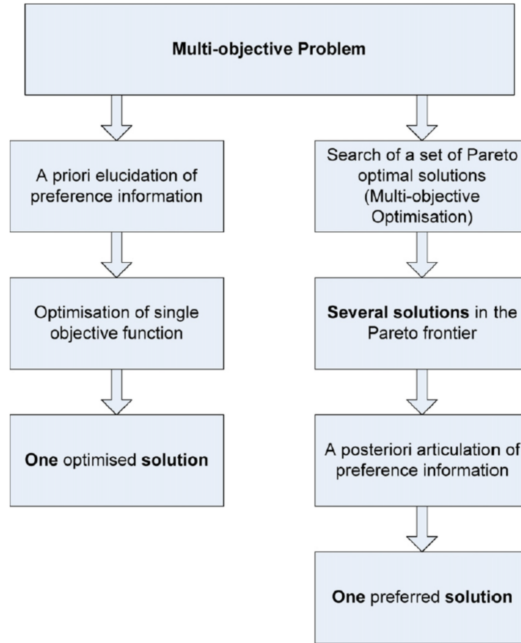 Multi-objective Problem
A priori elucidation of
preference information
Optimisation of single
objective function
One optimised solution
Search of a set of Pareto
optimal solutions
(Multi-objective
Optimisation)
Several solutions in the
Pareto frontier
A posteriori articulation of
preference information
One preferred solution